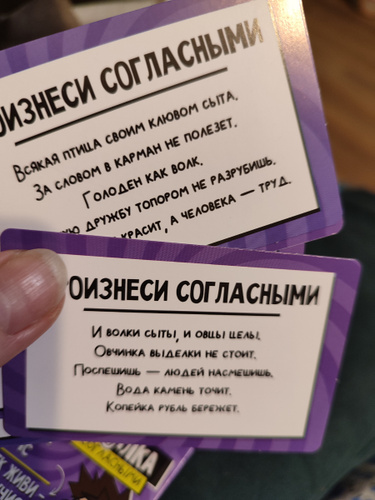 ОИЗНЕСИ СОГЛАСНЫМИ
ВСЯКАЯ ПТИЦА СВОИМ КЛЮВОМ СЫТА.
ЗА СЛОВОМ В КАРМАН НЕ ПОЛЕЗЕТ.
ГОЛОДЕН КАК ВОЛК.
УЮ ДРУЖБУ ТОПОРОМ НЕ РАЗРУБИШЬ.
КРАСИТ, А ЧЕЛОВЕКА — ТРУД.
ОИЗНЕСИ СОГЛАСНЫМИ
И ВОЛКИ СЫТЫ, И ОВЦЫ ЦЕЛЫ.
ОВЧИНКА ВЫДЕЛКИ НЕ СТОИТ.
ПОСПЕШИШЬ — ЛЮДЕЙ НАСМЕШИШЬ.
ВОДА КАМЕНЬ ТОЧИТ.
КОПЕЙКА РУБЛЬ БЕРЕЖЕТ.
ЖИВИ